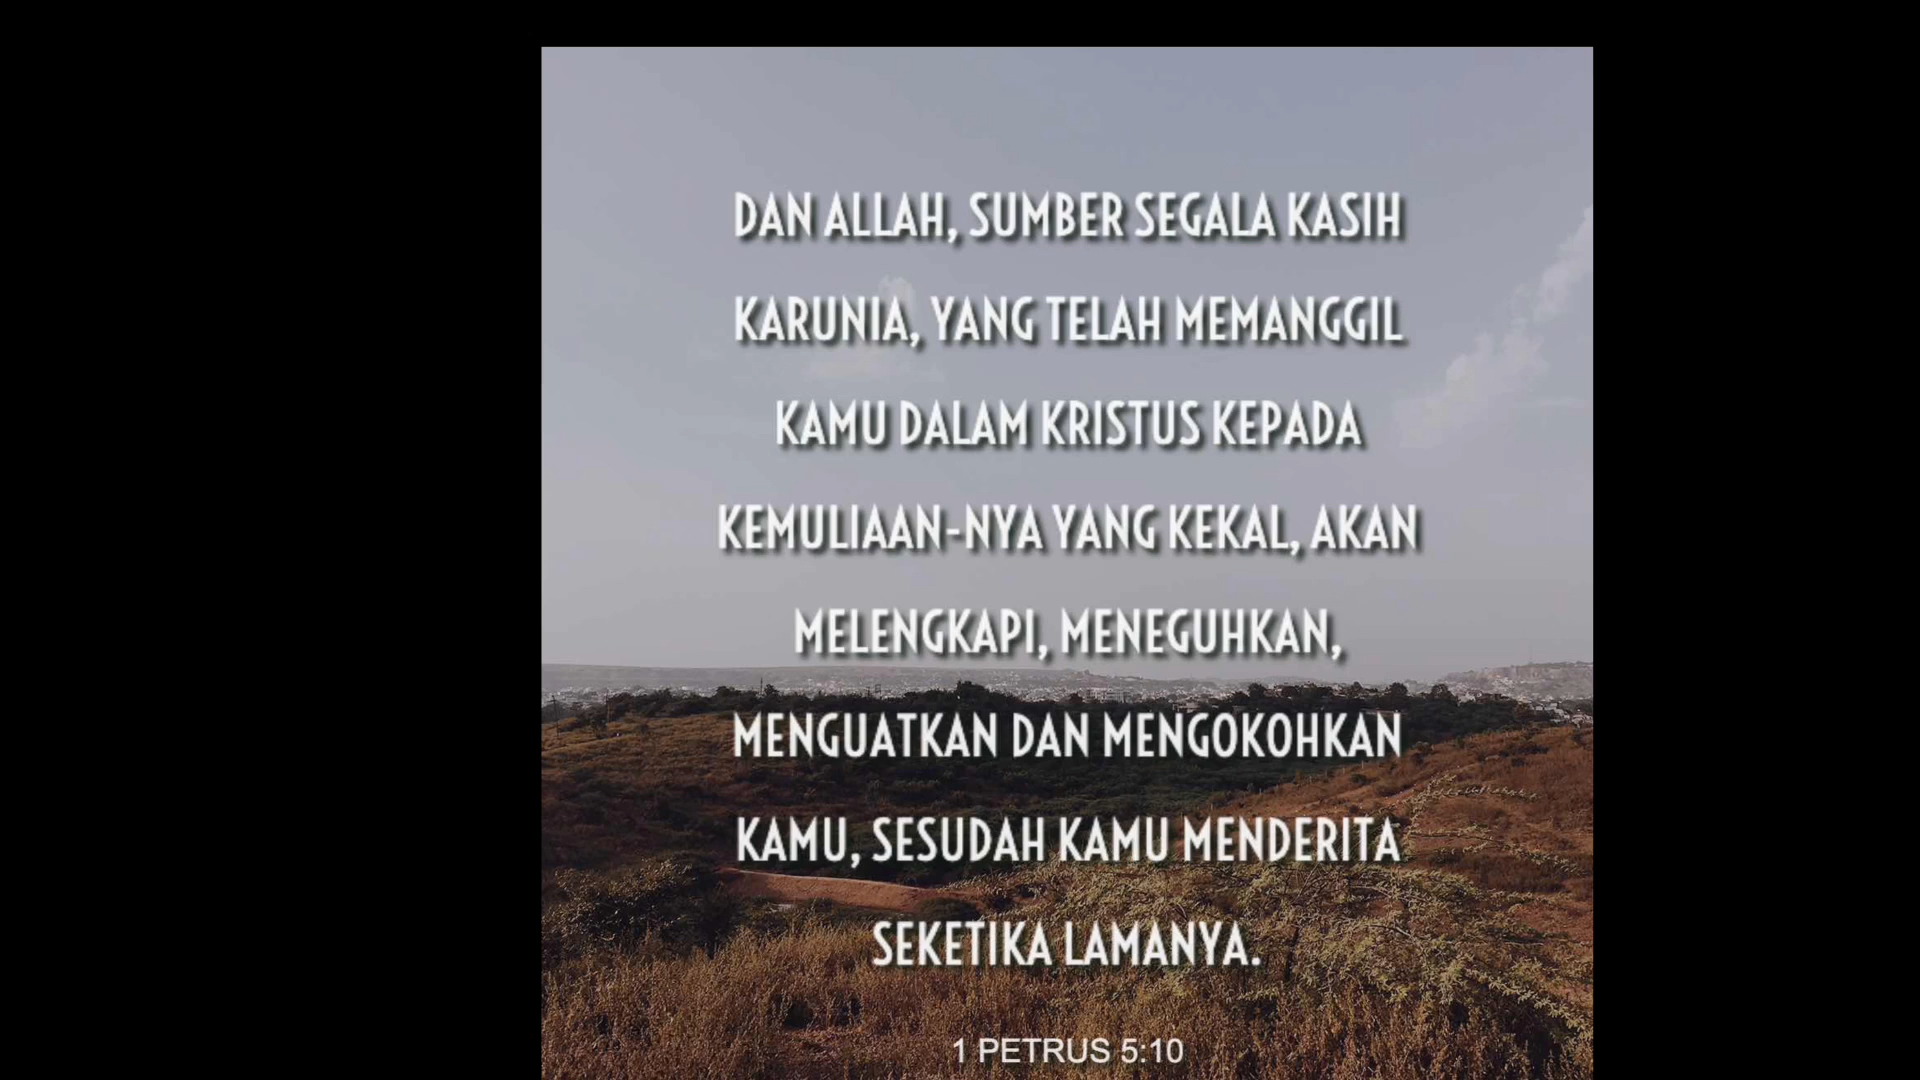 DAN ALLAH, SUMBER SEGALA KASIH
KARUNIA, YANG TELAH MEMANGGIL
KAMU DALAM KRISTUS KEPADA
KEMULIAAN-NYA YANG KEKAL, AKAN
MELENGKAPI, MENEGUHKAN,
MENGUATKAN DAN MENGOKOHKAN
KAMU, SESUDAH KAMU MENDERITA
SEKETIKA LAMANYA.
1 PETRUS 5:10